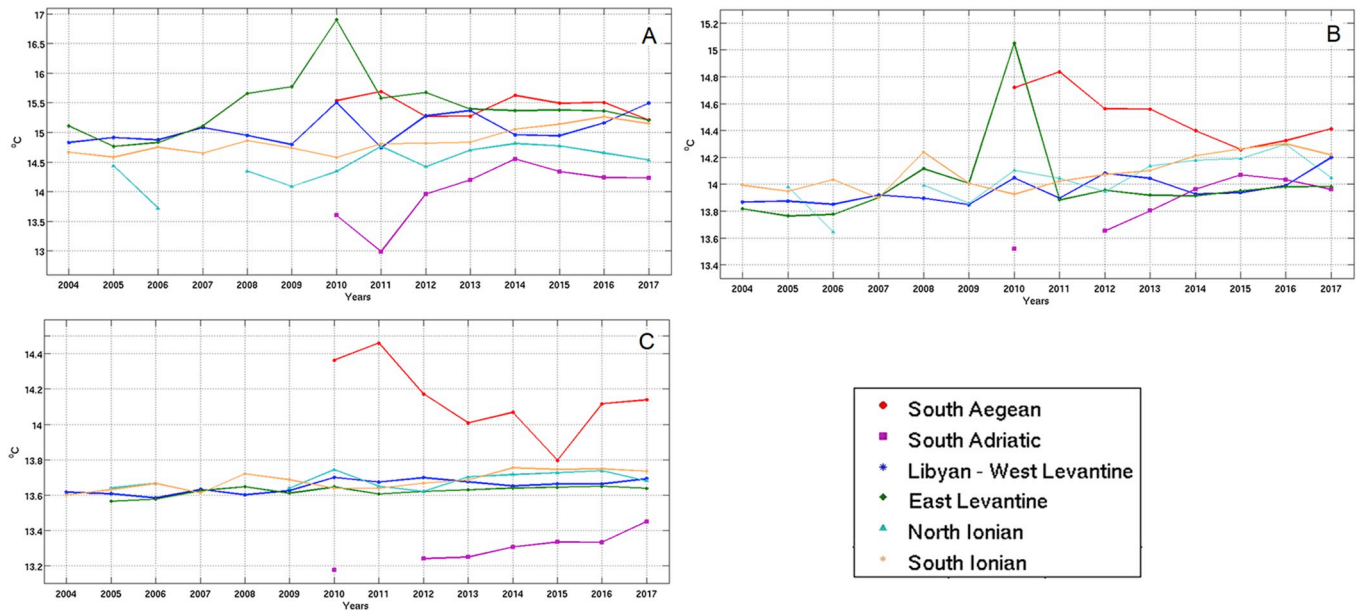 A
17
16.5
16
15.5
15
14.5
14
13.5
13
°C
2004 2005 2006 2007 2008 2009 2010 2011 2012 2013 2014 2015 2016 2017
Years
B
15.2
15
14.8
14.6
14.4
14.2
14
13.8
13.6
13.4
°C
2004 2005 2006 2007 2008 2009 2010 2011 2012 2013 2014 2015 2016 2017
Years
C
14.4
14.2
14
13.8
13.6
13.4
13.2
°C
2004 2005 2006 2007 2008 2009 2010 2011 2012 2013 2014 2015 2016 2017
Years
South Aegean
South Adriatic
Libyan - West Levantine
East Levantine
North Ionian
South Ionian